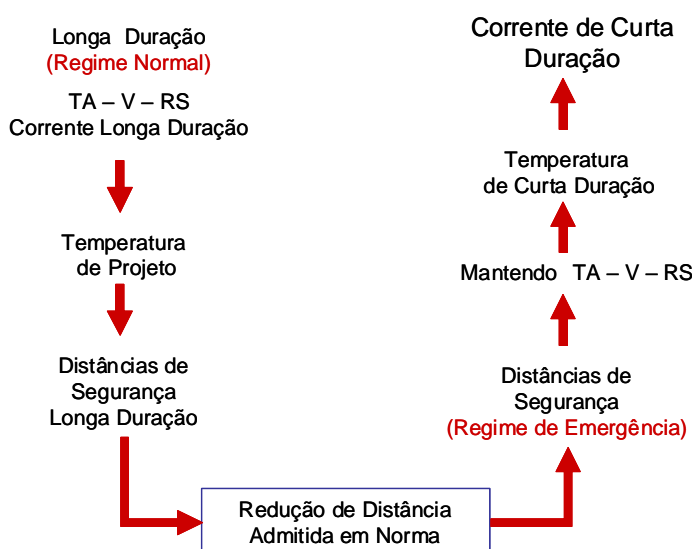 Longa Duração
(Regime Normal)
TA – V – RS
Corrente Longa Duração
Temperatura
de Projeto
Distâncias de
Segurança
Longa Duração
Redução de Distância
Admitida em Norma
Distâncias de
Segurança
(Regime de Emergência)
Mantendo TA – V – RS
Temperatura
de Curta Duração
Corrente de Curta
Duração